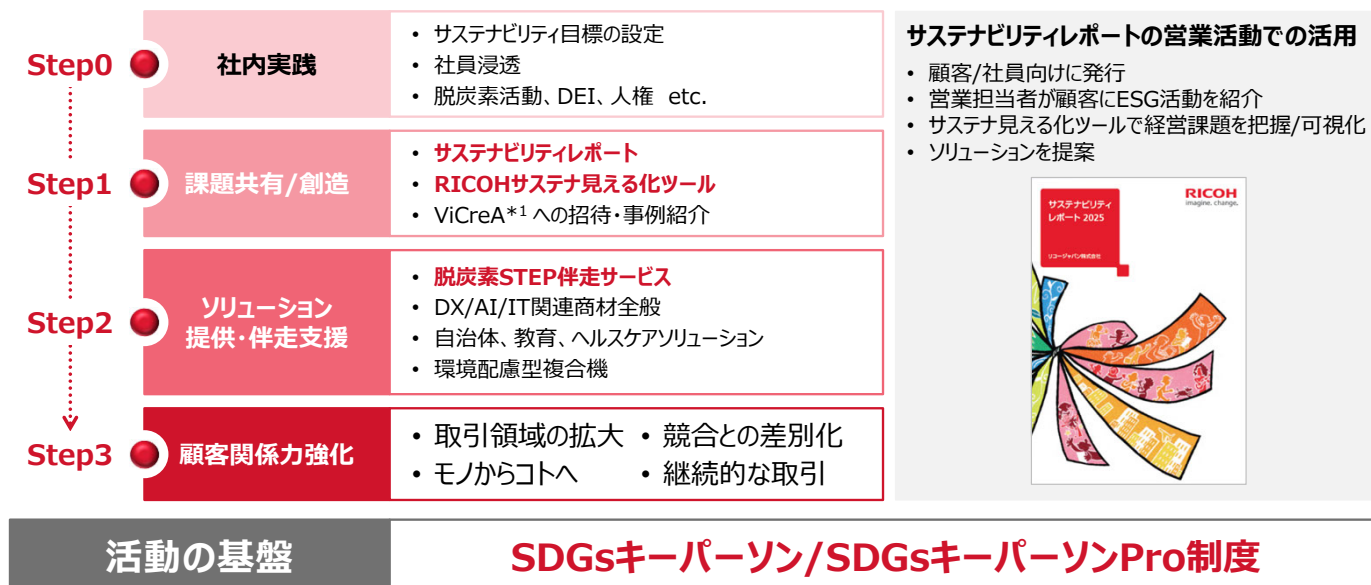 Step0
社内実践
• サステナビリティ目標の設定
• 社員浸透
• 脱炭素活動、DEI、人権 etc.
Step1
課題共有/創造
• サステナビリティレポート
• RICOHサステナ見える化ツール
• ViCreA*1 への招待・事例紹介
Step2
ソリューション
提供・伴走支援
• 脱炭素STEP伴走サービス
• DX/AI/IT関連商材全般
• 自治体、教育、ヘルスケアソリューション
• 環境配慮型複合機
Step3
顧客関係力強化
• 取引領域の拡大 • 競合との差別化
• モノからコトへ • 継続的な取引
サステナビリティレポートの営業活動での活用
• 顧客/社員向けに発行
• 営業担当者が顧客にESG活動を紹介
• サステナ見える化ツールで経営課題を把握/可視化
• ソリューションを提案
サステナビリティ
レポート 2025
リコージャパン株式会社
RICOH
imagine. change.
活動の基盤
SDGsキーパーソン/SDGsキーパーソンPro制度